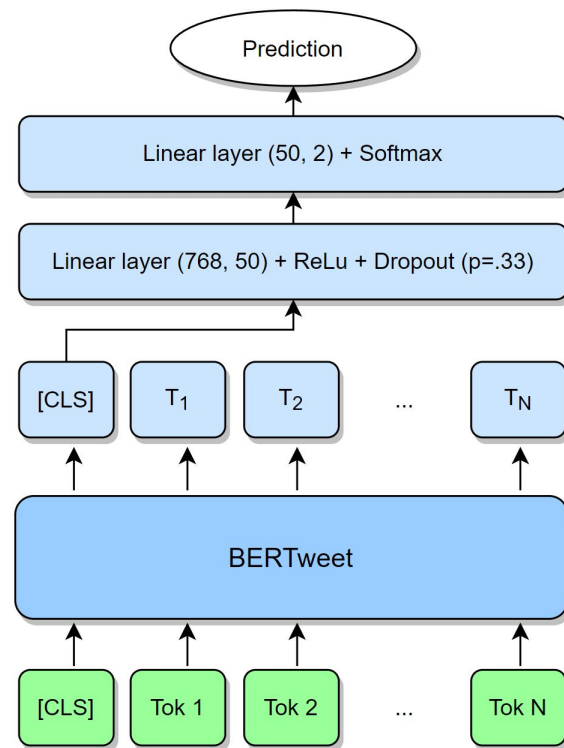 Prediction
Linear layer (50, 2) + Softmax
Linear layer (768, 50) + ReLu + Dropout (p=.33)
[CLS] T1 T2 ... TN
BERTweet
[CLS] Tok 1 Tok 2 ... Tok N